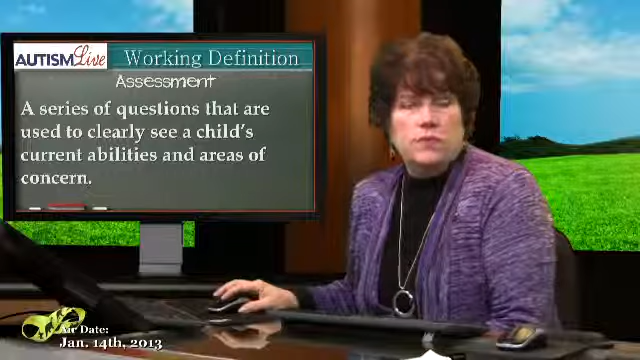 AUTISM Live Working Definition
Assessment
A series of questions that are
used to clearly see a child's
current abilities and areas of
concern.
Air Date:
Jan. 14th, 2013